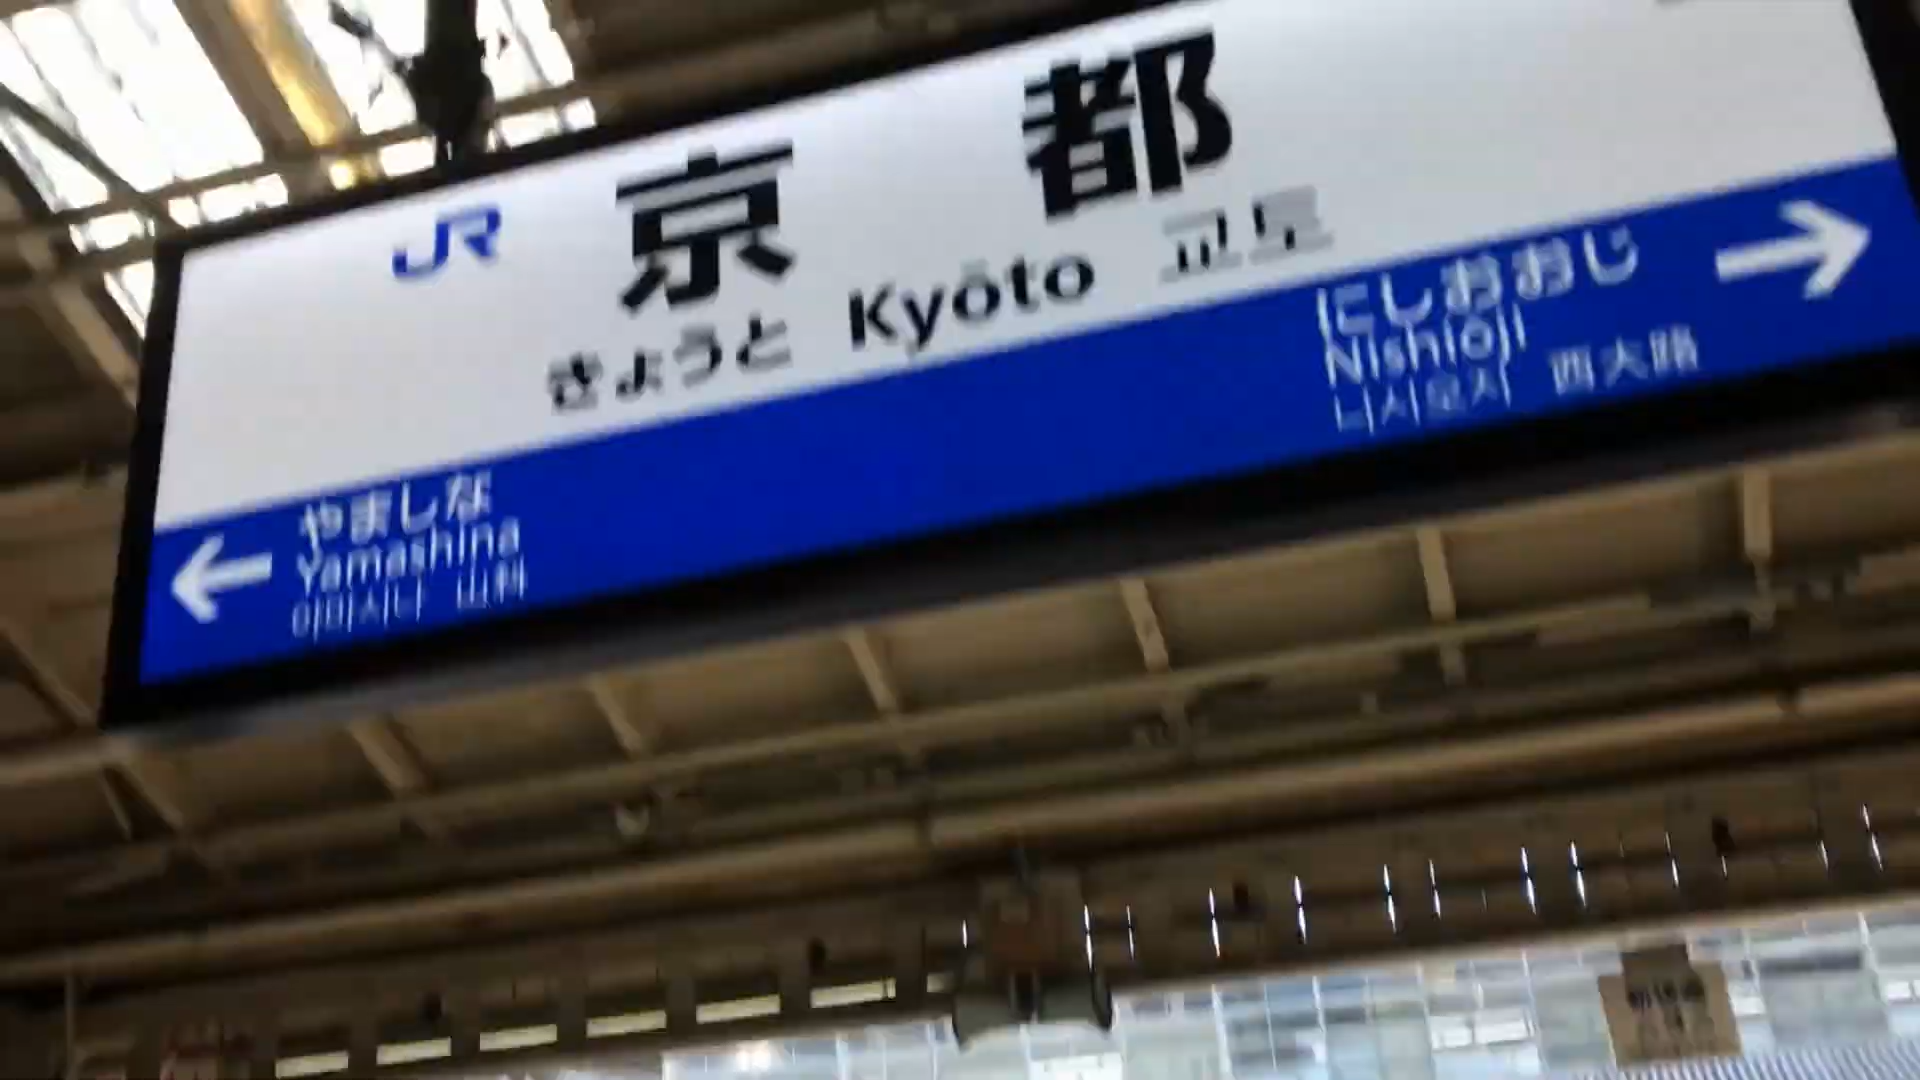 JR
京都
きょうと Kyōto 교토
にしおおじ
Nishiōji
니시오지 西大路
やましな
Yamashina
야마시나 山科